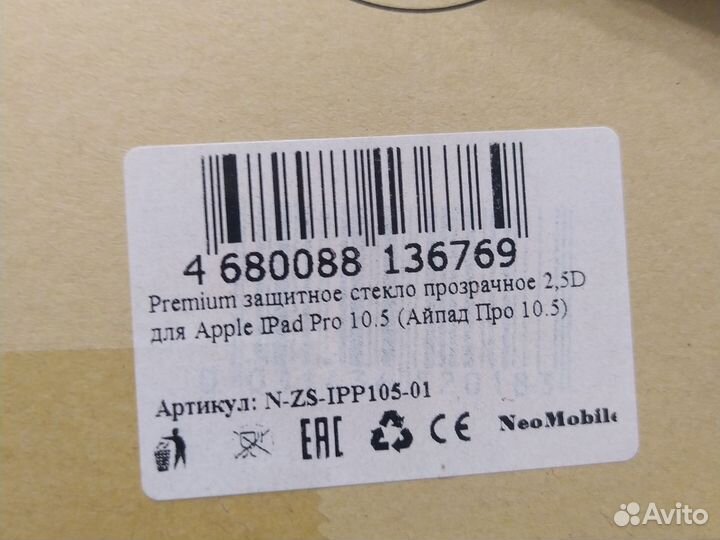 4 680088 136769
Premium защитное стекло прозрачное 2,5D
для Apple IPad Pro 10.5 (Айпад Про 10.5)
Артикул: N-ZS-IPP105-01
EAC CE NeoMobile
Avito